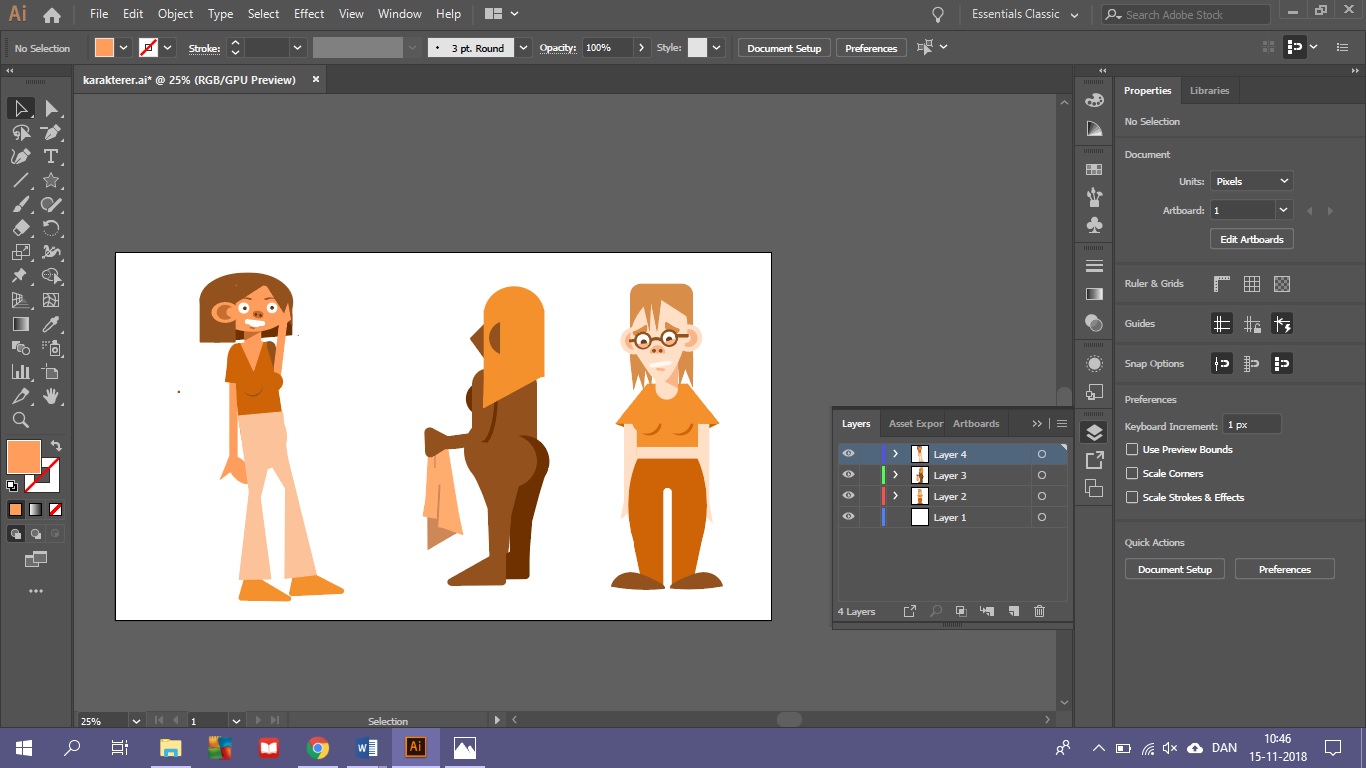 Ai File Edit Object Type Select Effect View Window Help Essentials Classic Search Adobe Stock
No Selection Stroke: 3 pt. Round Opacity: 100% Style: Document Setup Preferences
karakterer.ai* @ 25% (RGB/GPU Preview)
Properties Libraries
No Selection
Document
Units: Pixels
Artboard: 1
Edit Artboards
Ruler & Grids
Guides
Snap Options
Preferences
Keyboard Increment: 1 px
Use Preview Bounds
Scale Corners
Scale Strokes & Effects
Quick Actions
Document Setup Preferences
Layers Asset Expor Artboards
Layer 4
Layer 3
Layer 2
Layer 1
4 Layers
25% 1 Selection
Ai DAN 10:46
15-11-2018